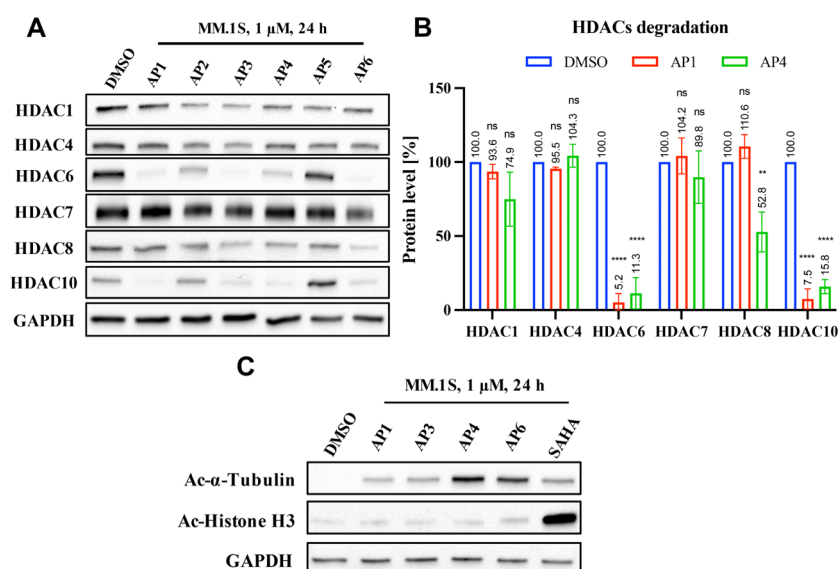 A
MM.1S, 1 µM, 24 h
DMSO AP1 AP2 AP3 AP4 AP5 AP6
HDAC1
HDAC4
HDAC6
HDAC7
HDAC8
HDAC10
GAPDH
B
HDACs degradation
DMSO AP1 AP4
Protein level [%]
150
100
50
0
100.0 93.6 ns 74.9 ns
100.0 95.5 ns 104.3 ns
100.0 5.2 **** 11.3 ****
100.0 104.2 ns 89.8 ns
100.0 110.6 ns 52.8 **
100.0 7.5 **** 15.8 ****
HDAC1 HDAC4 HDAC6 HDAC7 HDAC8 HDAC10
C
MM.1S, 1 µM, 24 h
DMSO AP1 AP3 AP4 AP6 SAHA
Ac-α-Tubulin
Ac-Histone H3
GAPDH